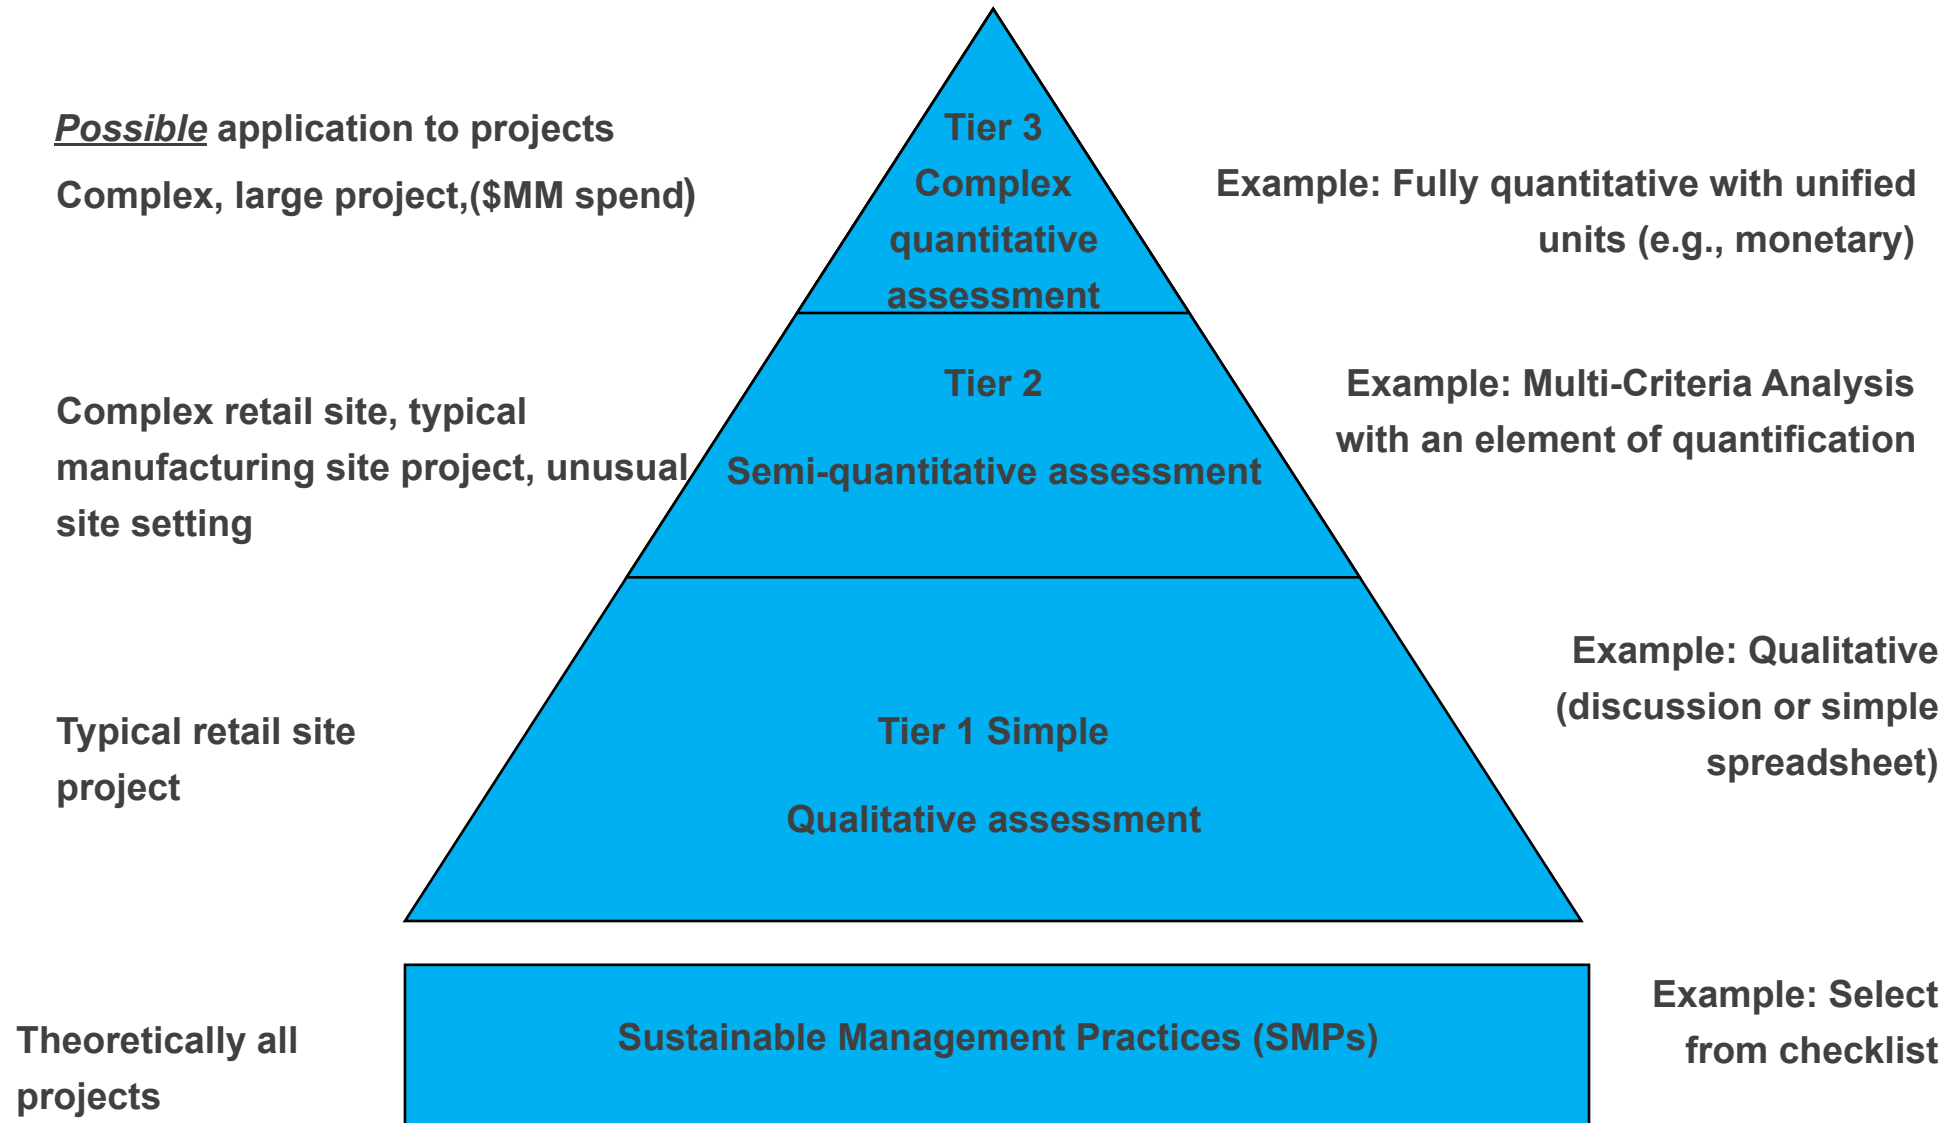 Possible application to projects
Complex, large project,($MM spend)
Tier 3
Complex
quantitative
assessment
Example: Fully quantitative with unified
units (e.g., monetary)
Complex retail site, typical
manufacturing site project, unusual
site setting
Tier 2
Semi-quantitative assessment
Example: Multi-Criteria Analysis
with an element of quantification
Typical retail site
project
Tier 1 Simple
Qualitative assessment
Example: Qualitative
(discussion or simple
spreadsheet)
Theoretically all
projects
Sustainable Management Practices (SMPs)
Example: Select
from checklist